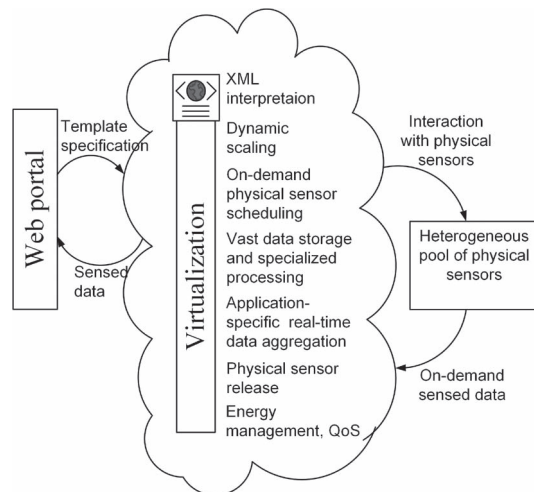 Web portal
Template
specification
Sensed
data
Virtualization
XML
interpretaion
Dynamic
scaling
On-demand
physical sensor
scheduling
Vast data storage
and specialized
processing
Application-
specific real-time
data aggregation
Physical sensor
release
Energy
management, QoS
Interaction
with physical
sensors
Heterogeneous
pool of physical
sensors
On-demand
sensed data